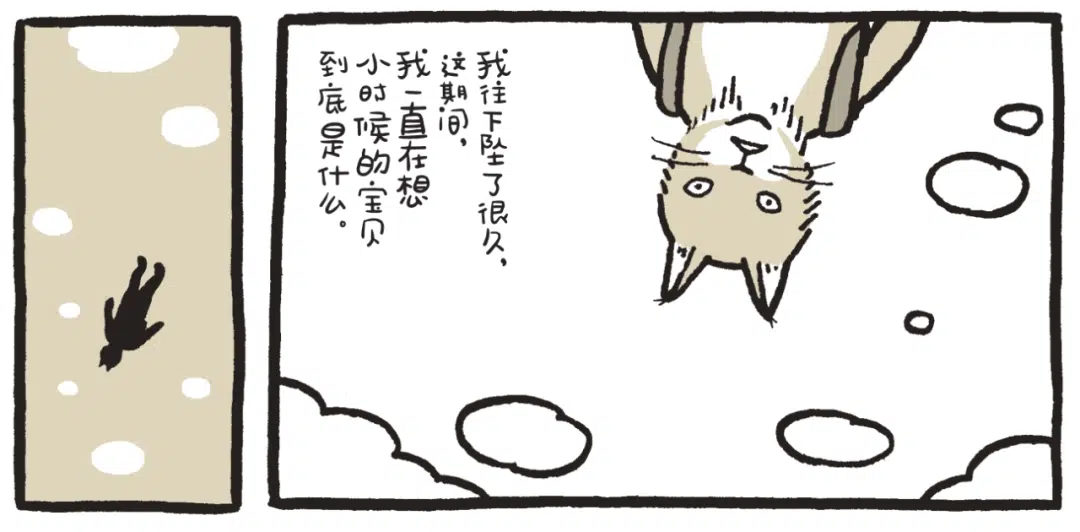 我往下坠了很久，
这期间，
我一直在想
小时候的宝贝
到底是什么。